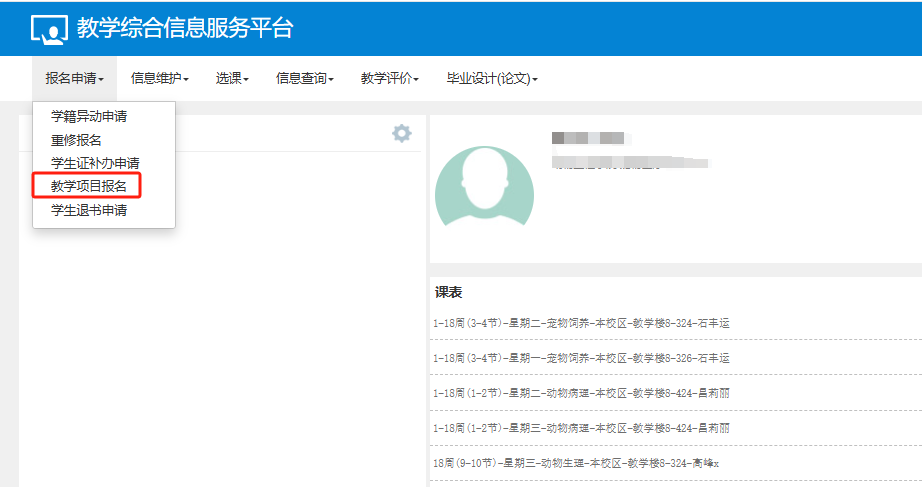 教学综合信息服务平台
报名申请 信息维护 选课 信息查询 教学评价 毕业设计(论文)
学籍异动申请
重修报名
学生证补办申请
教学项目报名
学生退书申请
课表
1-18周(3-4节)-星期二-宠物饲养-本校区-教学楼8-324-石丰运
1-18周(3-4节)-星期一-宠物饲养-本校区-教学楼8-326-石丰运
1-18周(1-2节)-星期二-动物病理-本校区-教学楼8-424-昌莉丽
1-18周(1-2节)-星期三-动物病理-本校区-教学楼8-424-昌莉丽
18周(9-10节)-星期三-动物生理-本校区-教学楼8-324-高峰x